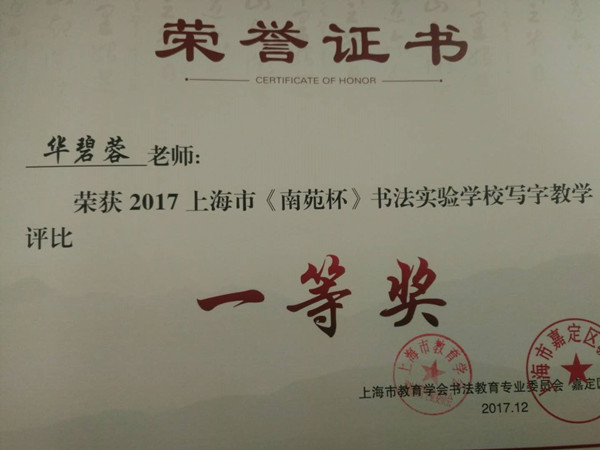 荣誉证书
CERTIFICATE OF HONOR
华碧蓉 老师:
荣获 2017 上海市《南苑杯》书法实验学校写字教学
评比
一等奖
上海市教育学会书法教育专业委员会 嘉定区
2017.12
上海市教育学会
上海市嘉定区